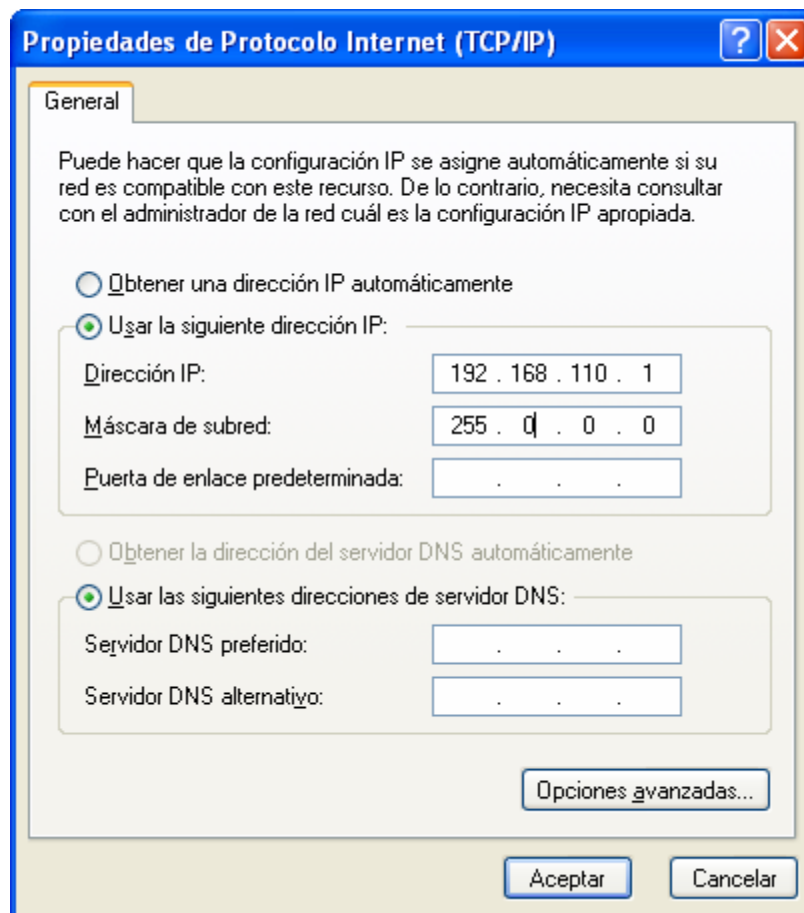 Propiedades de Protocolo Internet (TCP/IP)
General
Puede hacer que la configuración IP se asigne automáticamente si su
red es compatible con este recurso. De lo contrario, necesita consultar
con el administrador de la red cuál es la configuración IP apropiada.
Obtener una dirección IP automáticamente
Usar la siguiente dirección IP:
Dirección IP: 192 . 168 . 110 . 1
Máscara de subred: 255 . 0 . 0 . 0
Puerta de enlace predeterminada: . . .
Obtener la dirección del servidor DNS automáticamente
Usar las siguientes direcciones de servidor DNS:
Servidor DNS preferido: . . .
Servidor DNS alternativo: . . .
Opciones avanzadas...
Aceptar Cancelar